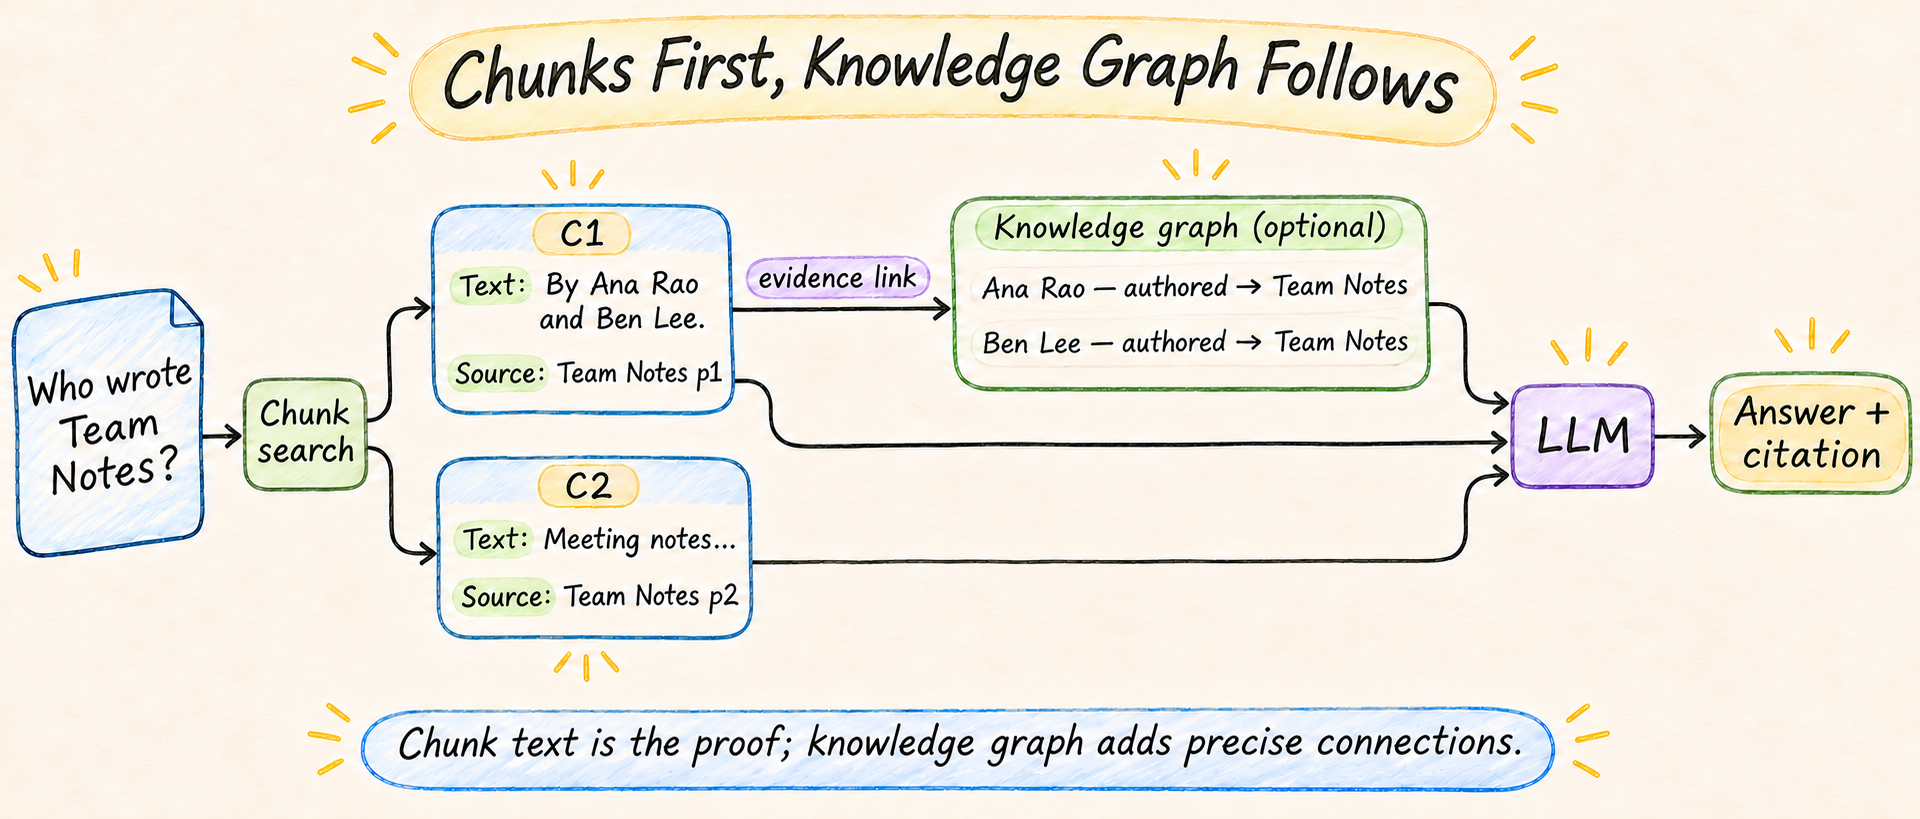 Chunks First, Knowledge Graph Follows
Who wrote
Team
Notes?
Chunk
search
C1
Text: By Ana Rao
and Ben Lee.
Source: Team Notes p1
C2
Text: Meeting notes...
Source: Team Notes p2
evidence link
Knowledge graph (optional)
Ana Rao — authored → Team Notes
Ben Lee — authored → Team Notes
LLM
Answer +
citation
Chunk text is the proof; knowledge graph adds precise connections.